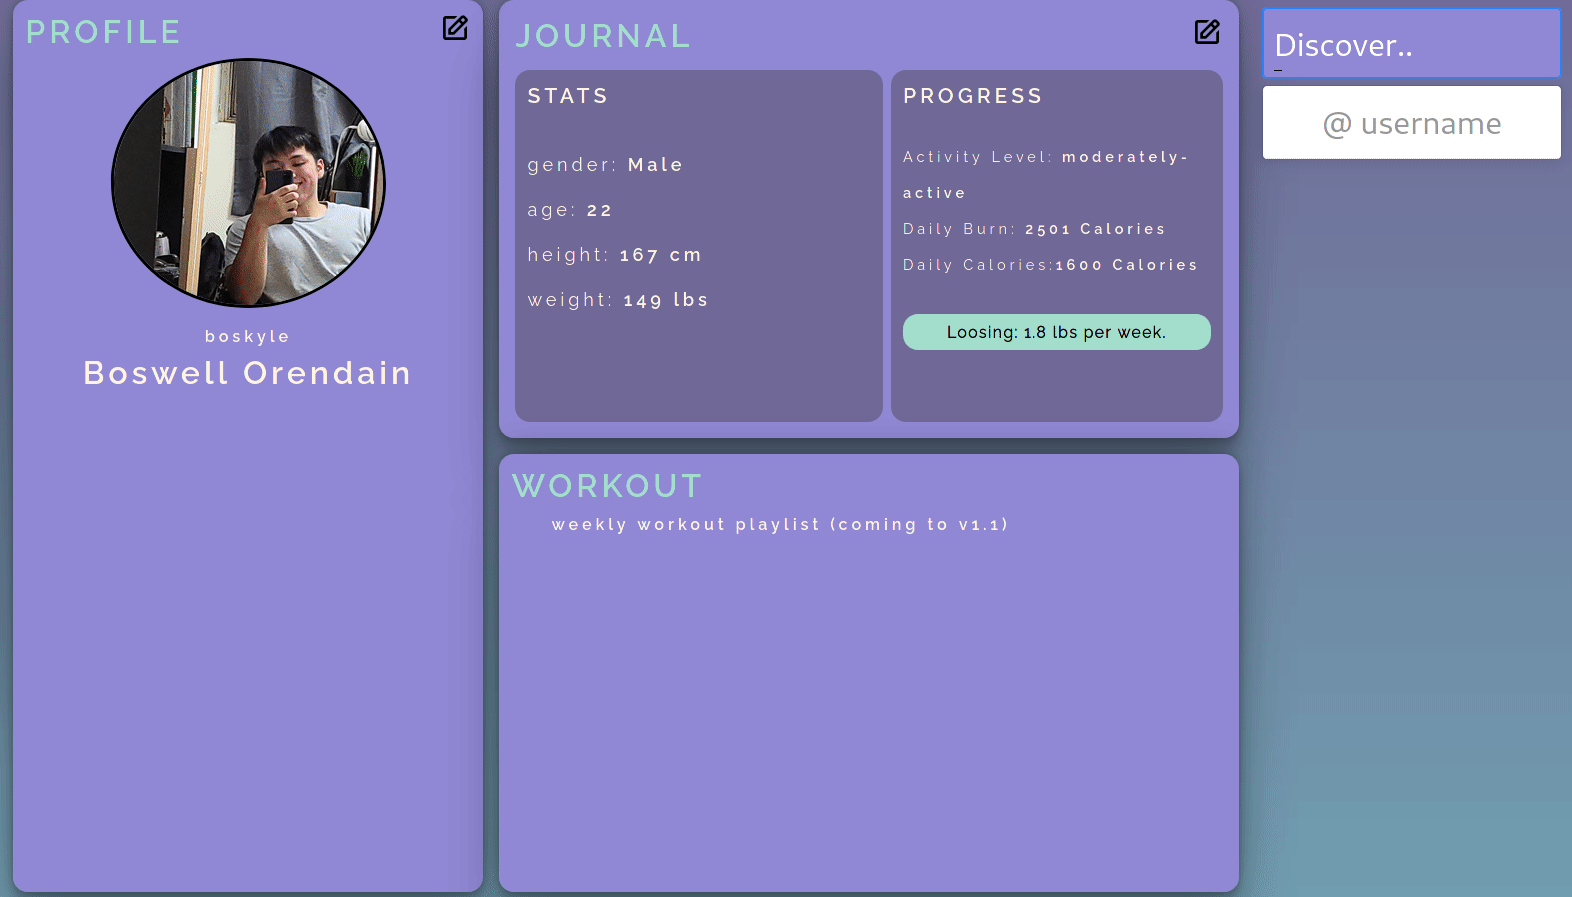 PROFILE
boskyle
Boswell Orendain
JOURNAL
STATS
gender: Male
age: 22
height: 167 cm
weight: 149 lbs
PROGRESS
Activity Level: moderately-
active
Daily Burn: 2501 Calories
Daily Calories:1600 Calories
Loosing: 1.8 lbs per week.
WORKOUT
weekly workout playlist (coming to v1.1)
Discover..
@ username